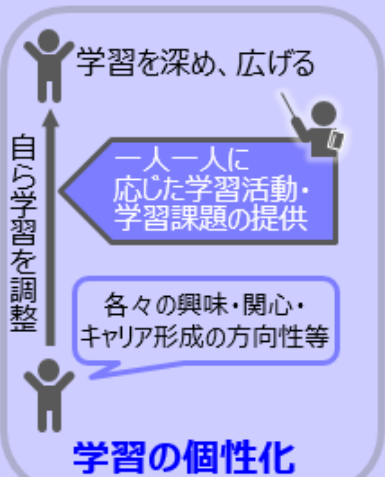 学習を深め、広げる
自ら学習を調整
一人一人に
応じた学習活動・
学習課題の提供
各々の興味・関心・
キャリア形成の方向性等
学習の個性化